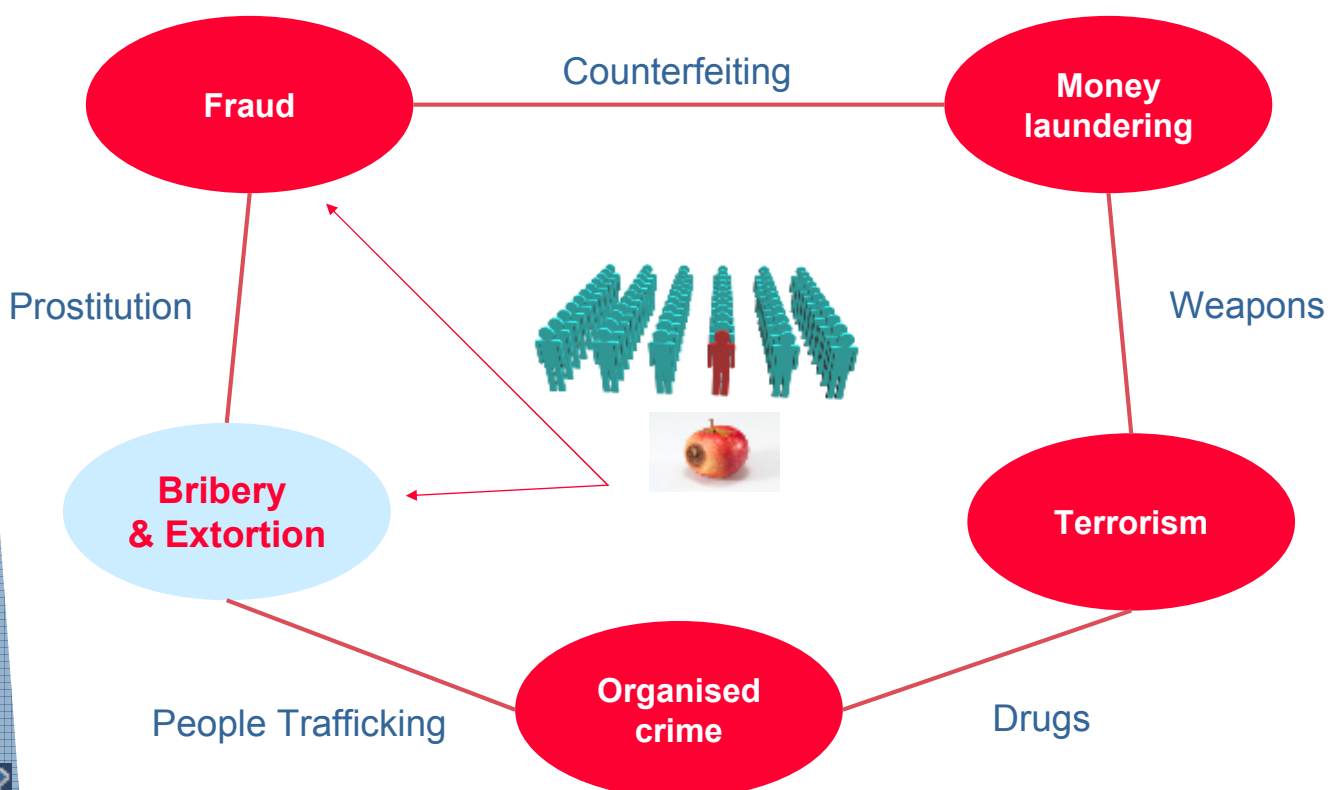 Counterfeiting
Fraud
Money
laundering
Prostitution
Weapons
Bribery
& Extortion
Terrorism
Organised
crime
People Trafficking
Drugs